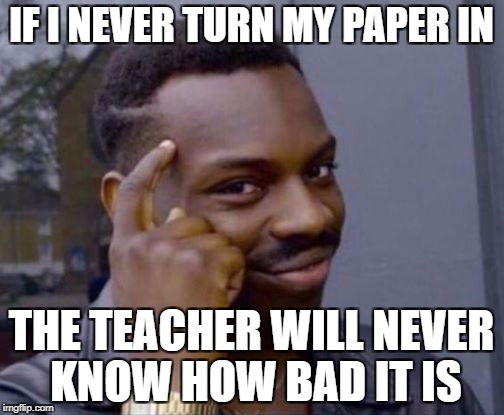 IF I NEVER TURN MY PAPER IN
THE TEACHER WILL NEVER
KNOW HOW BAD IT IS
imgflip.com